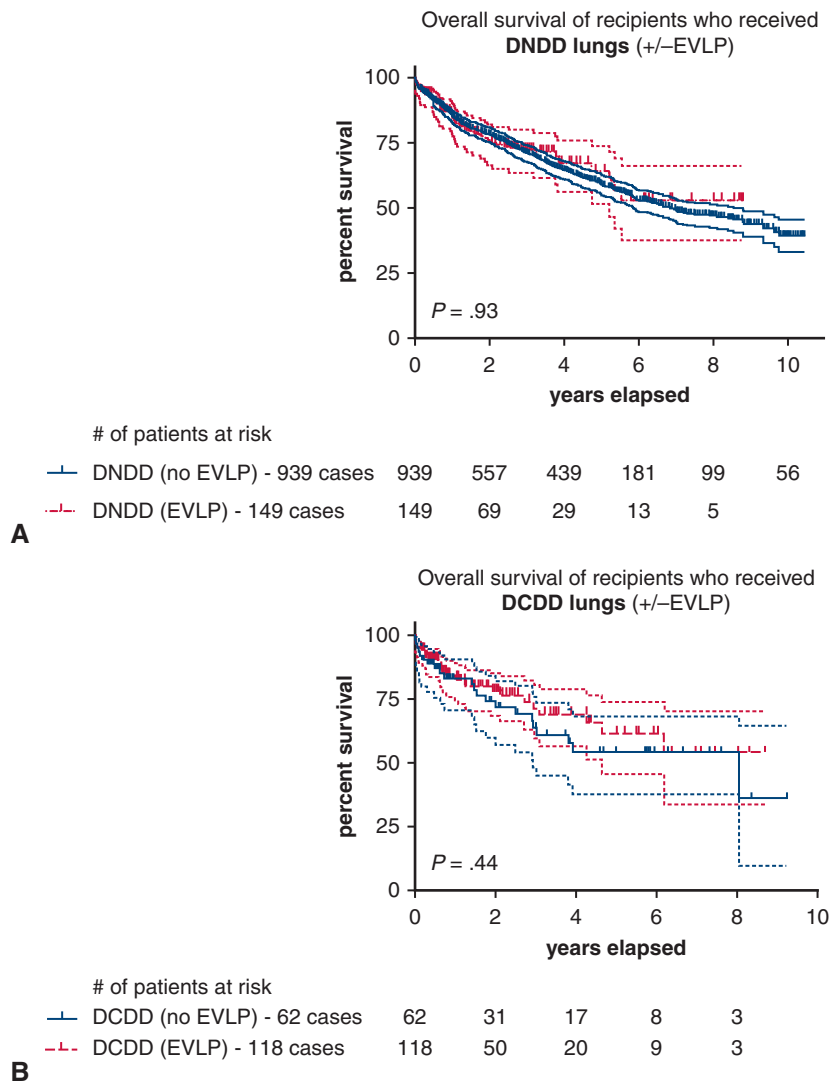 Overall survival of recipients who received
DNDD lungs (+/–EVLP)
100
75
50
25
0
percent survival
P = .93
0 2 4 6 8 10
years elapsed
# of patients at risk
DNDD (no EVLP) - 939 cases 939 557 439 181 99 56
DNDD (EVLP) - 149 cases 149 69 29 13 5
A
Overall survival of recipients who received
DCDD lungs (+/–EVLP)
100
75
50
25
0
percent survival
P = .44
0 2 4 6 8 10
years elapsed
# of patients at risk
DCDD (no EVLP) - 62 cases 62 31 17 8 3
DCDD (EVLP) - 118 cases 118 50 20 9 3
B